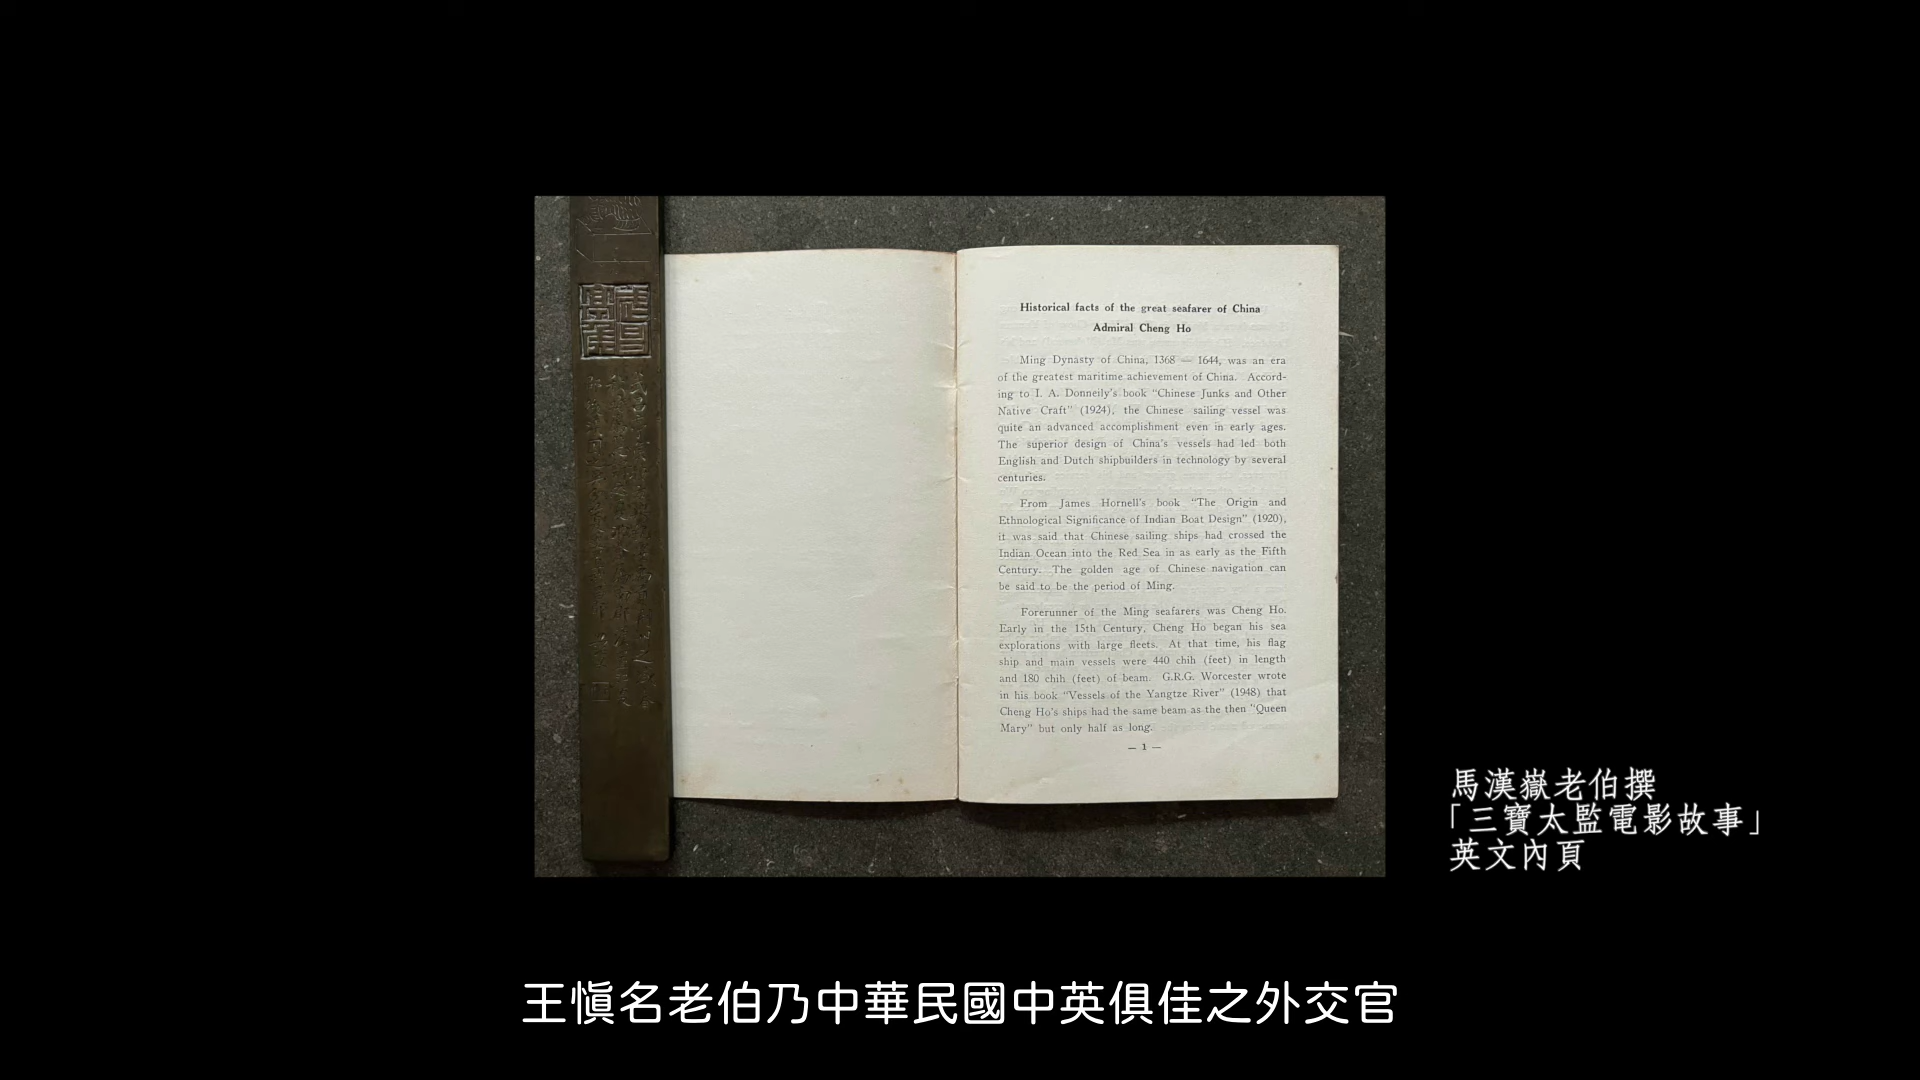 Historical facts of the great seafarer of China
Admiral Cheng Ho
Ming Dynasty of China, 1368 — 1644, was an era
of the greatest maritime achievement of China. Accord-
ing to I. A. Donneily's book "Chinese Junks and Other
Native Craft" (1924), the Chinese sailing vessel was
quite an advanced accomplishment even in early ages.
The superior design of China's vessels had led both
English and Dutch shipbuilders in technology by several
centuries.
From James Hornell's book "The Origin and
Ethnological Significance of Indian Boat Design" (1920),
it was said that Chinese sailing ships had crossed the
Indian Ocean into the Red Sea in as early as the Fifth
Century. The golden age of Chinese navigation can
be said to be the period of Ming.
Forerunner of the Ming seafarers was Cheng Ho.
Early in the 15th Century, Cheng Ho began his sea
explorations with large fleets. At that time, his flag
ship and main vessels were 440 chih (feet) in length
and 180 chih (feet) of beam. G.R.G. Worcester wrote
in his book "Vessels of the Yangtze River" (1948) that
Cheng Ho's ships had the same beam as the then "Queen
Mary" but only half as long.
— 1 —
馬漢嶽老伯撰
「三寶太監電影故事」
英文內頁
王愼名老伯乃中華民國中英俱佳之外交官